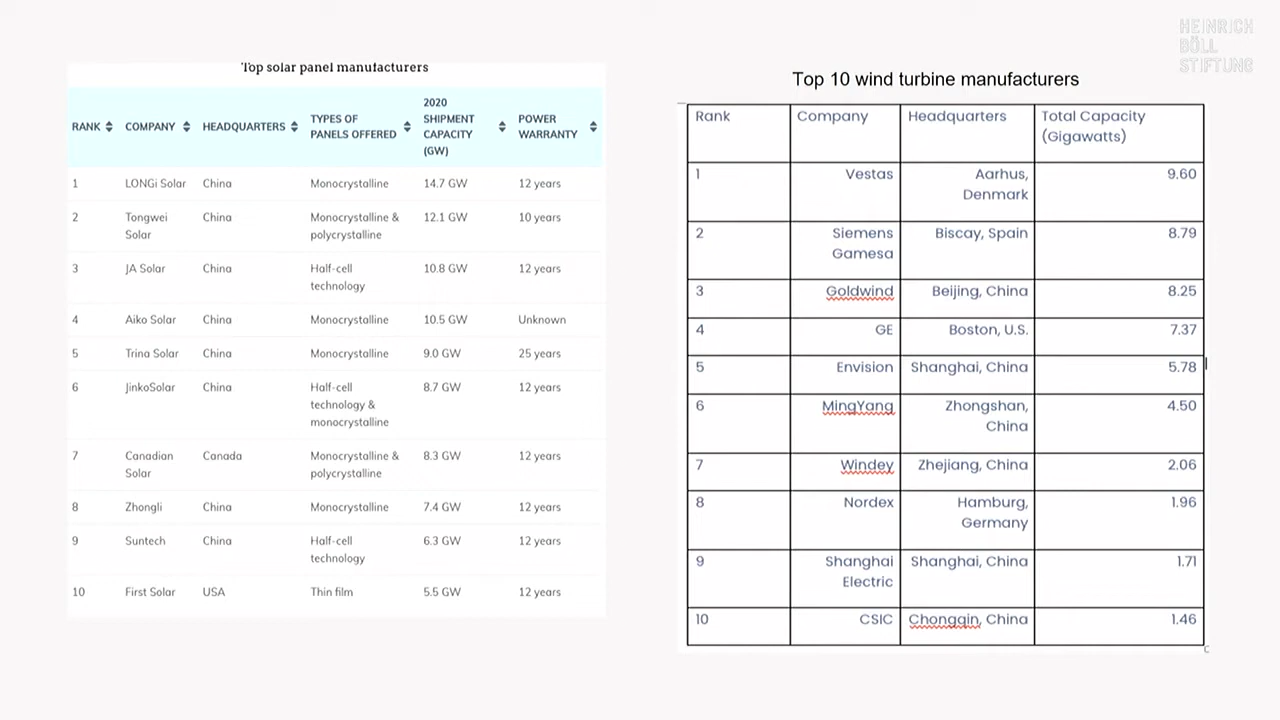 HEINRICH
BÖLL
STIFTUNG
Top solar panel manufacturers
RANK COMPANY HEADQUARTERS TYPES OF PANELS OFFERED 2020 SHIPMENT CAPACITY (GW) POWER WARRANTY
1 LONGi Solar China Monocrystalline 14.7 GW 12 years
2 Tongwei Solar China Monocrystalline & polycrystalline 12.1 GW 10 years
3 JA Solar China Half-cell technology 10.8 GW 12 years
4 Aiko Solar China Monocrystalline 10.5 GW Unknown
5 Trina Solar China Monocrystalline 9.0 GW 25 years
6 JinkoSolar China Half-cell technology & monocrystalline 8.7 GW 12 years
7 Canadian Solar Canada Monocrystalline & polycrystalline 8.3 GW 12 years
8 Zhongli China Monocrystalline 7.4 GW 12 years
9 Suntech China Half-cell technology 6.3 GW 12 years
10 First Solar USA Thin film 5.5 GW 12 years
Top 10 wind turbine manufacturers
Rank Company Headquarters Total Capacity (Gigawatts)
1 Vestas Aarhus, Denmark 9.60
2 Siemens Gamesa Biscay, Spain 8.79
3 Goldwind Beijing, China 8.25
4 GE Boston, U.S. 7.37
5 Envision Shanghai, China 5.78
6 MingYang Zhongshan, China 4.50
7 Windey Zhejiang, China 2.06
8 Nordex Hamburg, Germany 1.96
9 Shanghai Electric Shanghai, China 1.71
10 CSIC Chongqin, China 1.46